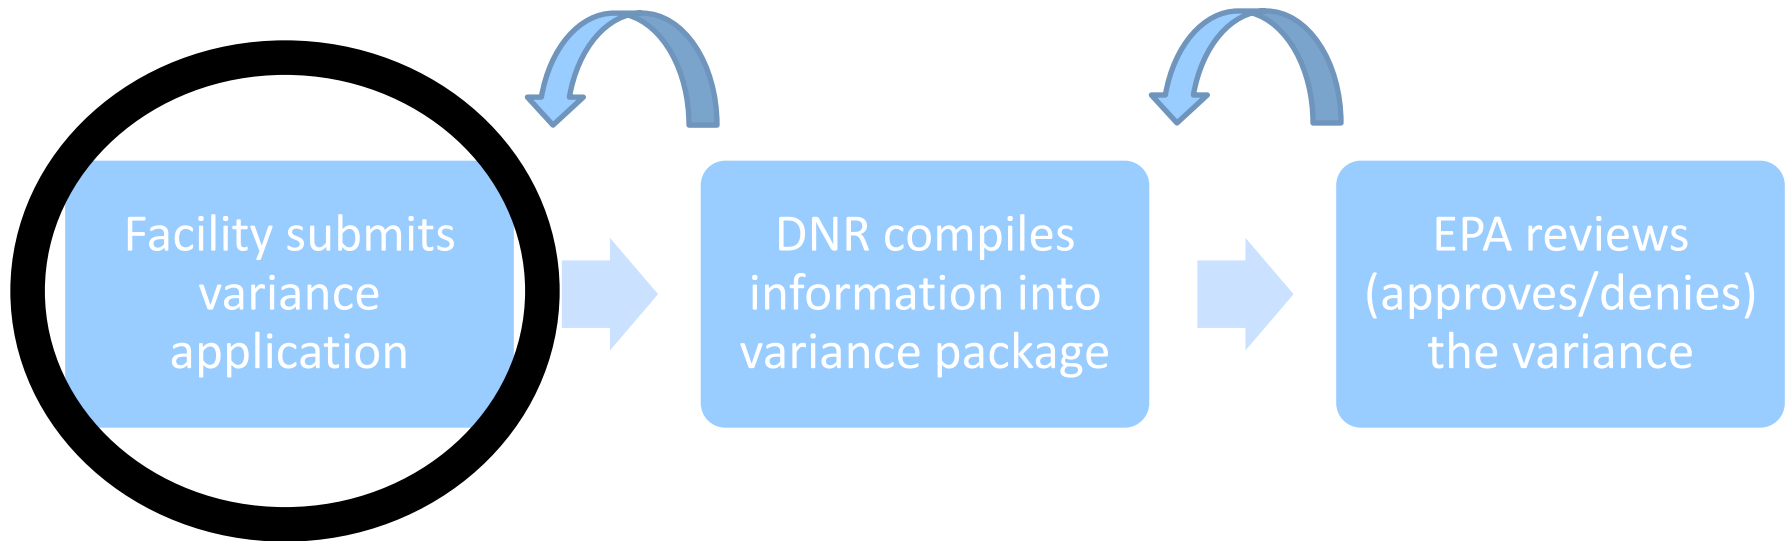 Facility submits
variance
application
DNR compiles
information into
variance package
EPA reviews
(approves/denies)
the variance